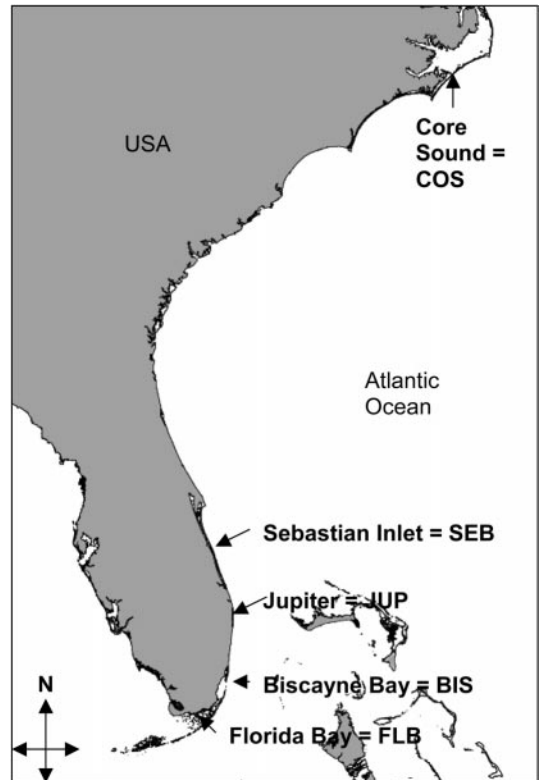 USA
Core
Sound =
COS
Atlantic
Ocean
Sebastian Inlet = SEB
Jupiter = JUP
Biscayne Bay = BIS
Florida Bay = FLB
N